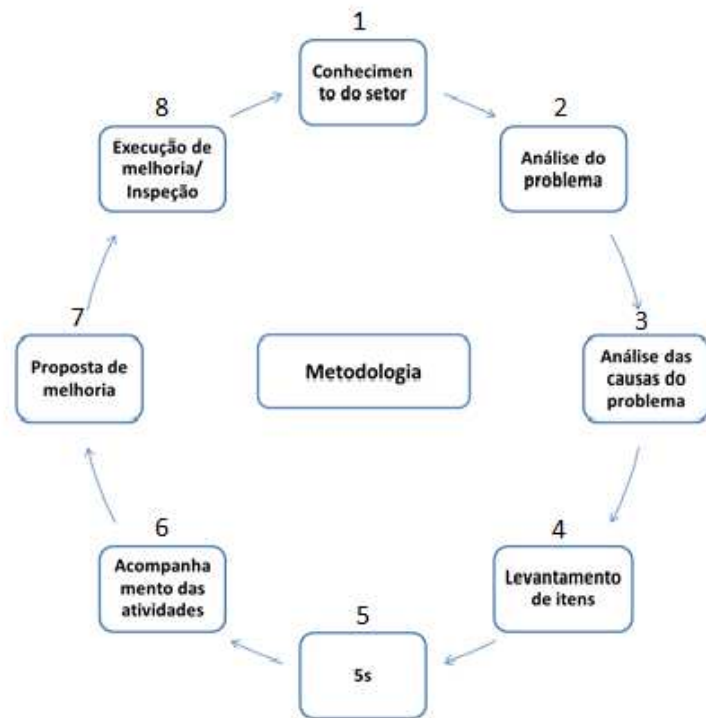 1
Conhecimen
to do setor
2
Análise do
problema
3
Análise das
causas do
problema
4
Levantamento
de itens
5
5s
6
Acompanha
mento das
atividades
7
Proposta de
melhoria
8
Execução de
melhoria/
Inspeção
Metodologia